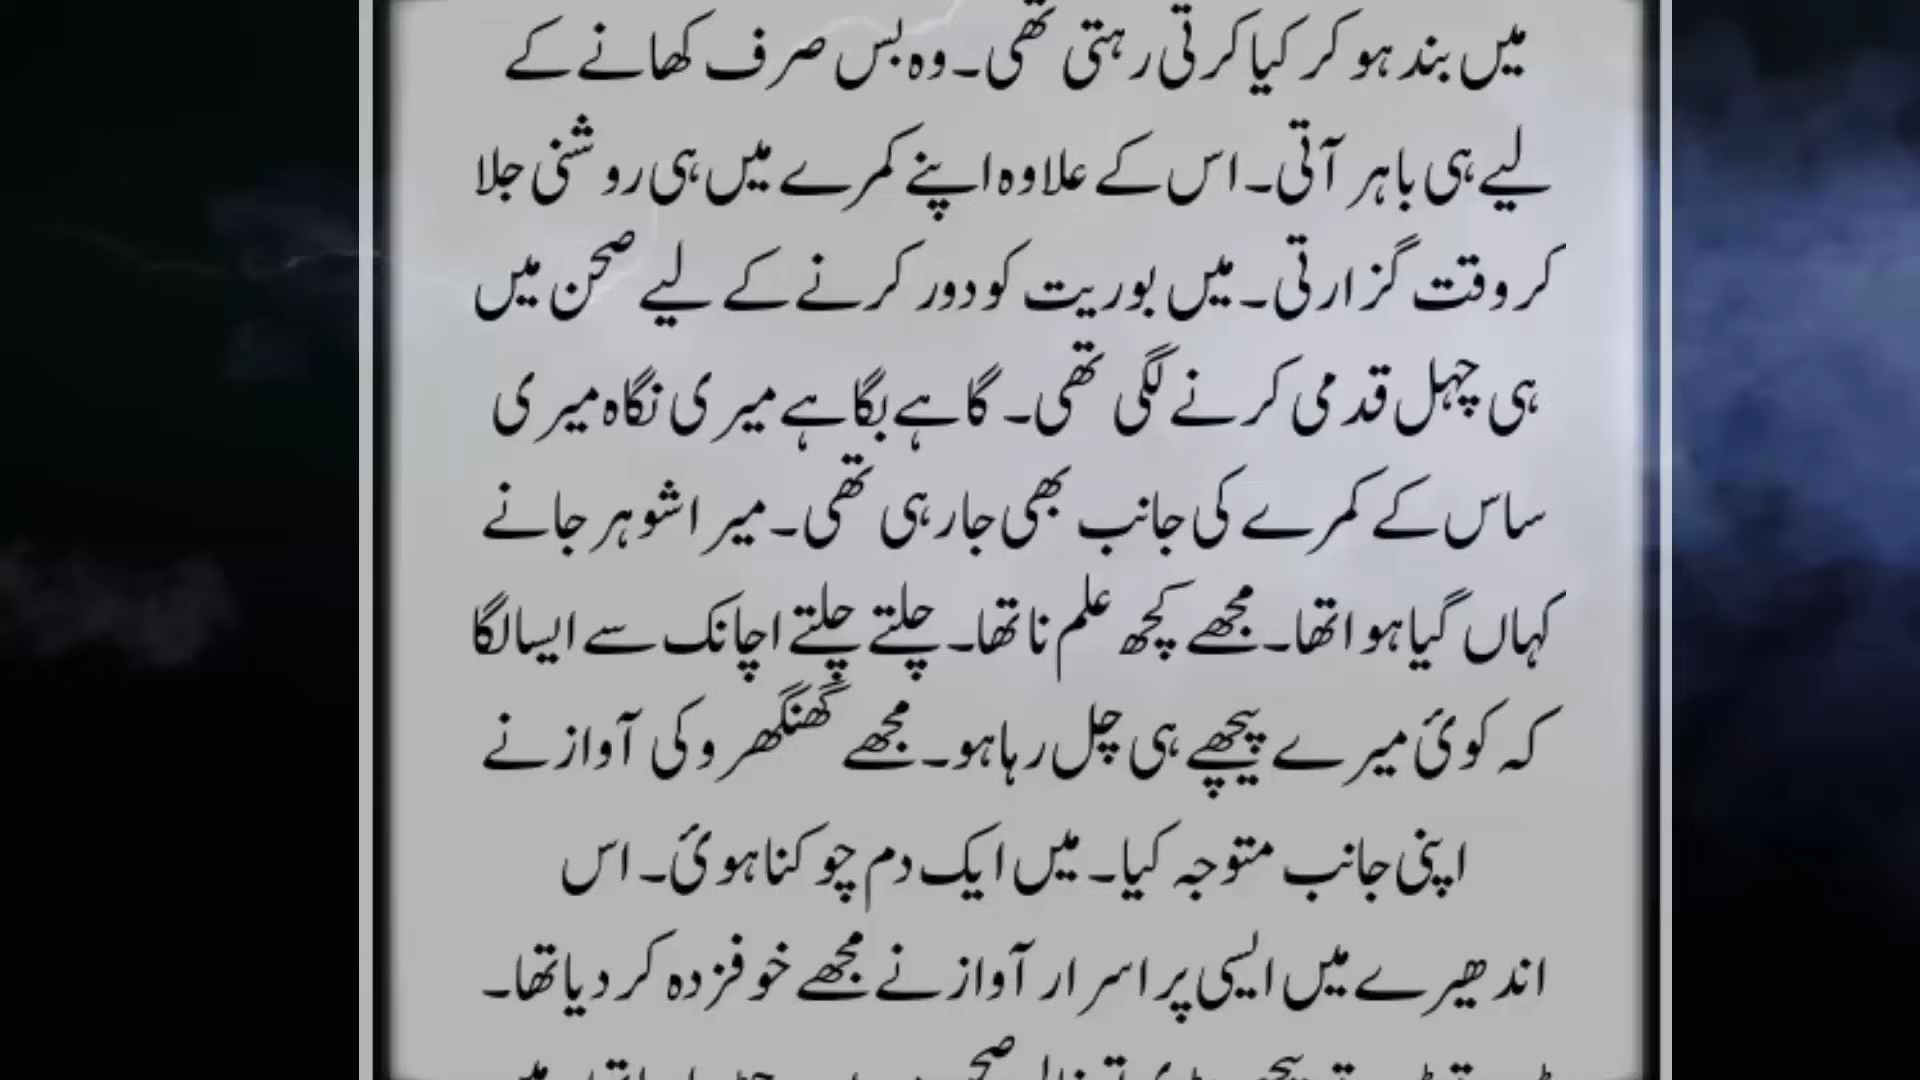 میں بند ہو کر کیا کرتی رہتی تھی۔ وہ بس صرف کھانے کے
لیے ہی باہر آتی۔ اس کے علاوہ اپنے کمرے میں ہی روشنی جلا
کر وقت گزارتی۔ میں بوریت کو دور کرنے کے لیے صحن میں
ہی چہل قدمی کرنے لگی تھی۔ گاہے بگاہے میری نگاہ میری
ساس کے کمرے کی جانب بھی جا رہی تھی۔ میرا شوہر جانے
کہاں گیا ہوا تھا۔ مجھے کچھ علم نا تھا۔ چلتے چلتے اچانک سے ایسا لگا
کہ کوئ میرے پیچھے ہی چل رہا ہو۔ مجھے گھنگھرو کی آواز نے
اپنی جانب متوجہ کیا۔ میں ایک دم چوکنا ہوئ۔ اس
اندھیرے میں ایسی پراسرار آواز نے مجھے خوفزدہ کر دیا تھا۔